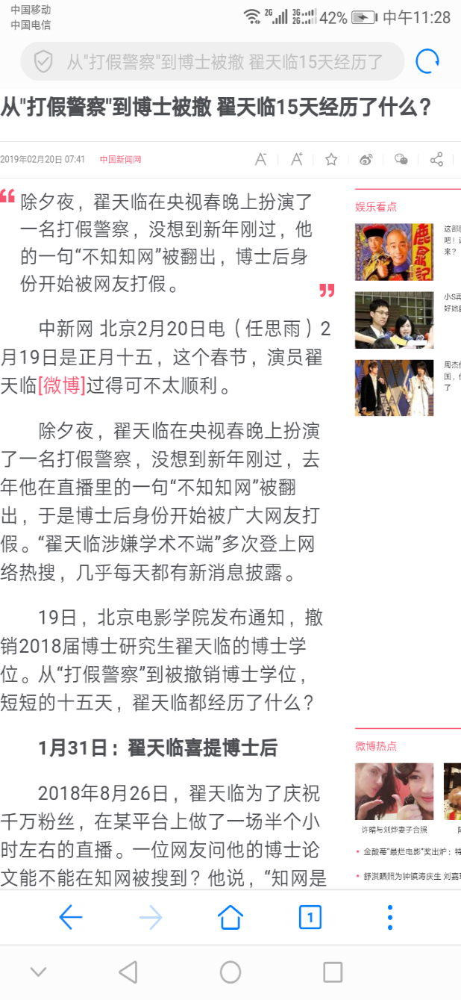 中国移动
中国电信
2G 3G 2G 42% 中午11:28
从"打假警察"到博士被撤 翟天临15天经历了
从"打假警察"到博士被撤 翟天临15天经历了什么？
2019年02月20日 07:41 中国新闻网
A- A+
“
除夕夜，翟天临在央视春晚上扮演了
一名打假警察，没想到新年刚过，他
的一句“不知知网”被翻出，博士后身
份开始被网友打假。
”
中新网 北京2月20日电（任思雨）2
月19日是正月十五，这个春节，演员翟
天临[微博]过得可不太顺利。
除夕夜，翟天临在央视春晚上扮演
了一名打假警察，没想到新年刚过，去
年他在直播里的一句“不知知网”被翻
出，于是博士后身份开始被广大网友打
假。“翟天临涉嫌学术不端”多次登上网
络热搜，几乎每天都有新消息披露。
19日，北京电影学院发布通知，撤
销2018届博士研究生翟天临的博士学
位。从“打假警察”到被撤销博士学位，
短短的十五天，翟天临都经历了什么？
1月31日：翟天临喜提博士后
2018年8月26日，翟天临为了庆祝
千万粉丝，在某平台上做了一场半个小
时左右的直播。一位网友问他的博士论
文能不能在知网被搜到？他说，“知网是
娱乐看点
鹿鼎记
这部
吧！
来？
小S再
好她
周杰
国，
了
微博热点
许晴与刘烨妻子合照
金酸莓“最烂电影”奖出炉：特
舒淇晒照为钟镇涛庆生 刘嘉
1